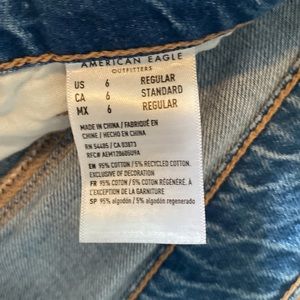 AMERICAN EAGLE
OUTFITTERS
US 6 REGULAR
CA 6 STANDARD
MX 6 REGULAR
MADE IN CHINA / FABRIQUÉ EN
CHINE / HECHO EN CHINA
RN 54485 / CA 03873
RFC# AEM120605U9A
EN 95% COTTON / 5% RECYCLED COTTON.
EXCLUSIVE OF DECORATION
FR 95% COTON / 5% COTON RÉGÉNÉRÉ. À
L'EXCEPTION DE LA GARNITURE
SP 95% algodón / 5% algodón regenerado